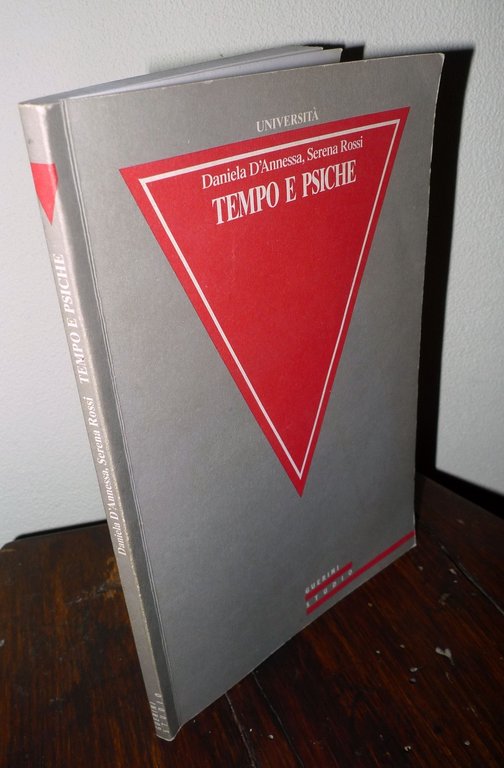 UNIVERSITÀ
Daniela D'Annessa, Serena Rossi
TEMPO E PSICHE
GUERINI
STUDIO
Daniela D'Annessa, Serena Rossi TEMPO E PSICHE